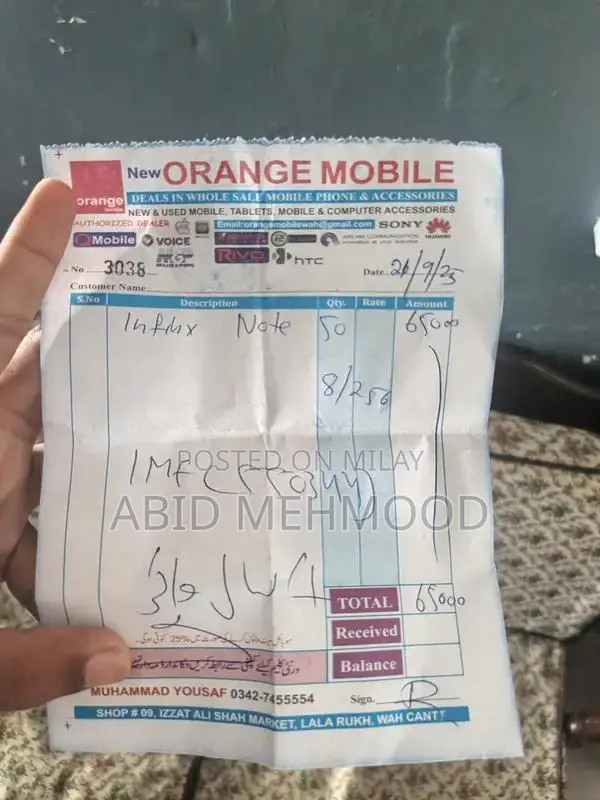 orange
New ORANGE MOBILE
DEALS IN WHOLE SALE MOBILE PHONE & ACCESSORIES
NEW & USED MOBILE, TABLETS, MOBILE & COMPUTER ACCESSORIES
AUTHORIZED DEALER
Email:orangemobilewah@gmail.com
SONY
HUAWEI
QMobile
VOICE
RIVO
hTC
No 3038
Date 21/9/25
Customer Name
S.No Description Qty. Rate Amount
Infinix Note 50 65000
8/256
POSTED ON MILAY
ABID MEHMOOD
TOTAL 65000
Received
Balance
MUHAMMAD YOUSAF 0342-7455554
Sign.
SHOP # 09, IZZAT ALI SHAH MARKET, LALA RUKH, WAH CANTT